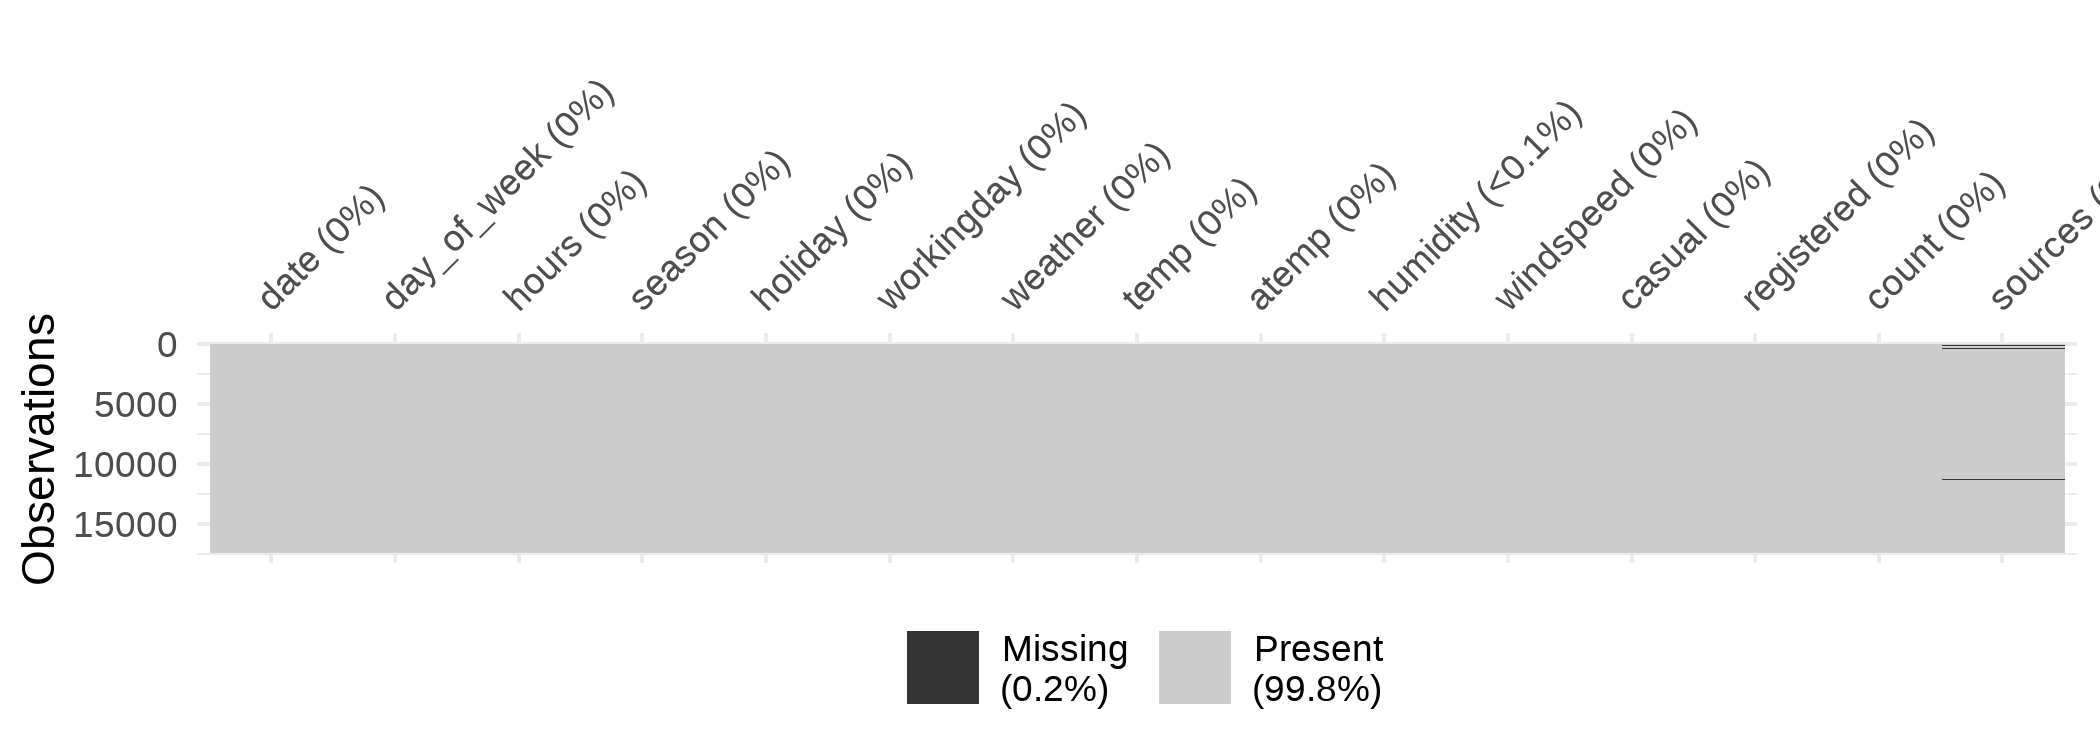 date (0%)
day_of_week (0%)
hours (0%)
season (0%)
holiday (0%)
workingday (0%)
weather (0%)
temp (0%)
atemp (0%)
humidity (<0.1%)
windspeed (0%)
casual (0%)
registered (0%)
count (0%)
sources (
Observations
0
5000
10000
15000
Missing
(0.2%)
Present
(99.8%)